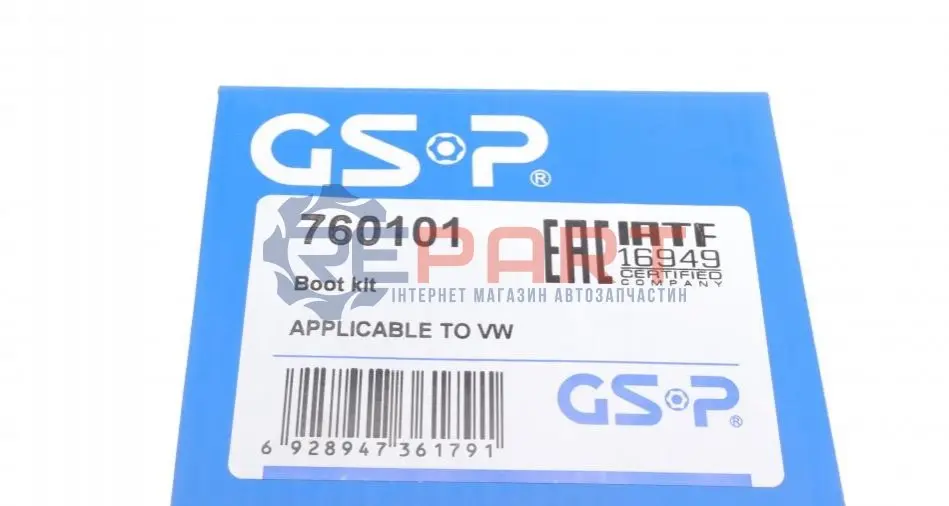 GSP®
760101
EAC
IATF
16949
CERTIFIED
COMPANY
REPART
ІНТЕРНЕТ МАГАЗИН АВТОЗАПЧАСТИН
Boot kit
APPLICABLE TO VW
GSP®
6 928947 361791